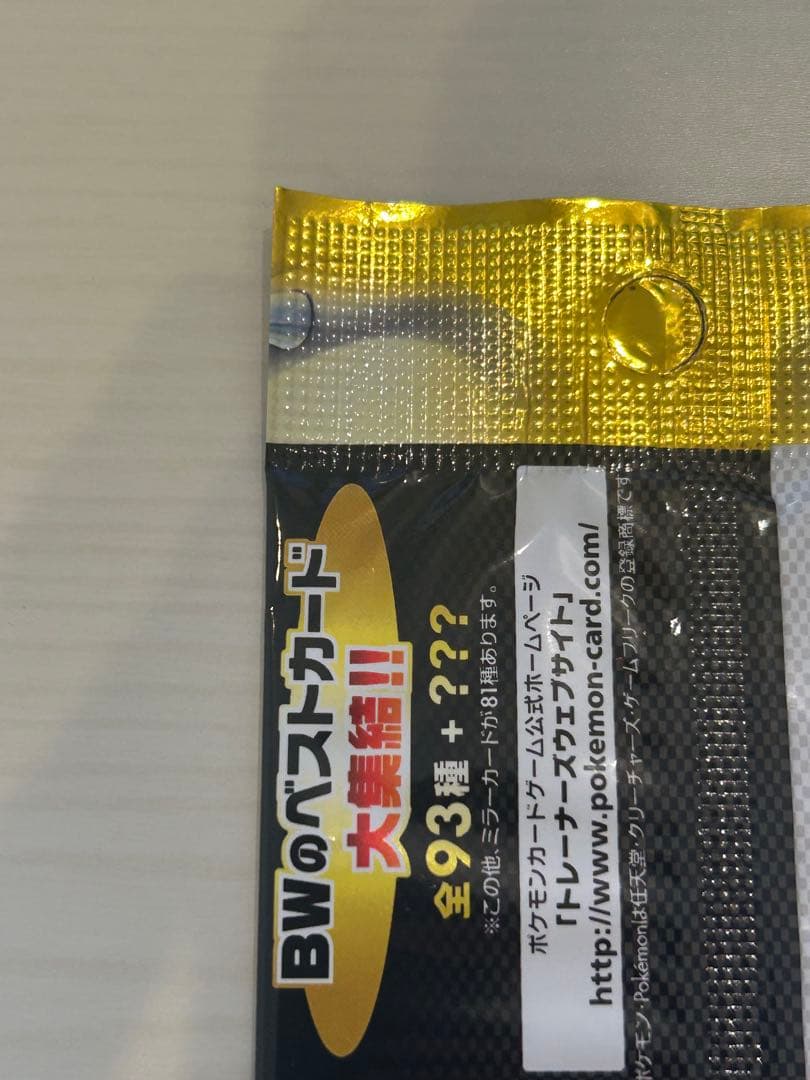 BWのベストカード
大集結!!
全93種 + ???
※この他、ミラーカードが81種あります。
ポケモンカードゲーム公式ホームページ
「トレーナーズウェブサイト」
http://www.pokemon-card.com/
ポケモン・Pokémonは任天堂・クリーチャーズ・ゲームフリークの登録商標です